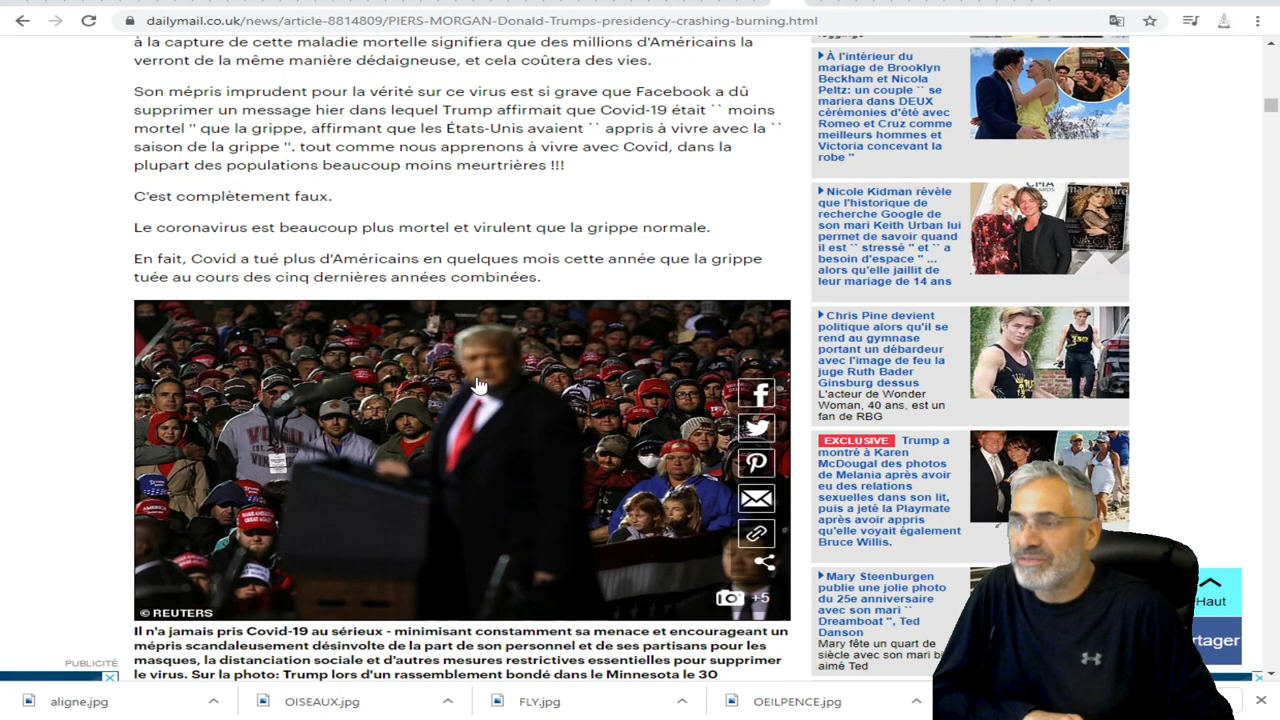 dailymail.co.uk/news/article-8814809/PIERS-MORGAN-Donald-Trumps-presidency-crashing-burning.html
à la capture de cette maladie mortelle signifiera que des millions d'Américains la
verront de la même manière dédaigneuse, et cela coûtera des vies.
Son mépris imprudent pour la vérité sur ce virus est si grave que Facebook a dû
supprimer un message hier dans lequel Trump affirmait que Covid-19 était `` moins
mortel '' que la grippe, affirmant que les États-Unis avaient `` appris à vivre avec la ``
saison de la grippe ''. tout comme nous apprenons à vivre avec Covid, dans la
plupart des populations beaucoup moins meurtrières !!!
C'est complètement faux.
Le coronavirus est beaucoup plus mortel et virulent que la grippe normale.
En fait, Covid a tué plus d'Américains en quelques mois cette année que la grippe
tuée au cours des cinq dernières années combinées.
+5
© REUTERS
Il n'a jamais pris Covid-19 au sérieux - minimisant constamment sa menace et encourageant un
mépris scandaleusement désinvolte de la part de son personnel et de ses partisans pour les
masques, la distanciation sociale et d'autres mesures restrictives essentielles pour supprimer
le virus. Sur la photo: Trump lors d'un rassemblement bondé dans le Minnesota le 30
PUBLICITÉ
À l'intérieur du
mariage de Brooklyn
Beckham et Nicola
Peltz: un couple `` se
mariera dans DEUX
cérémonies d'été avec
Romeo et Cruz comme
meilleurs hommes et
Victoria concevant la
robe ''
Nicole Kidman révèle
que l'historique de
recherche Google de
son mari Keith Urban lui
permet de savoir quand
il est `` stressé '' et `` a
besoin d'espace '' ...
alors qu'elle jaillit de
leur mariage de 14 ans
marie claire
Chris Pine devient
politique alors qu'il se
rend au gymnase
portant un débardeur
avec l'image de feu la
juge Ruth Bader
Ginsburg dessus
L'acteur de Wonder
Woman, 40 ans, est un
fan de RBG
EXCLUSIVE Trump a
montré à Karen
McDougal des photos
de Melania après avoir
eu des relations
sexuelles dans son lit,
puis a jeté la Playmate
après avoir appris
qu'elle voyait également
Bruce Willis.
Mary Steenburgen
publie une jolie photo
du 25e anniversaire
avec son mari ``
Dreamboat '', Ted
Danson
Mary fête un quart de
siècle avec son mari
aimé Ted
Haut
aligne.jpg
OISEAUX.jpg
FLY.jpg
OEILPENCE.jpg